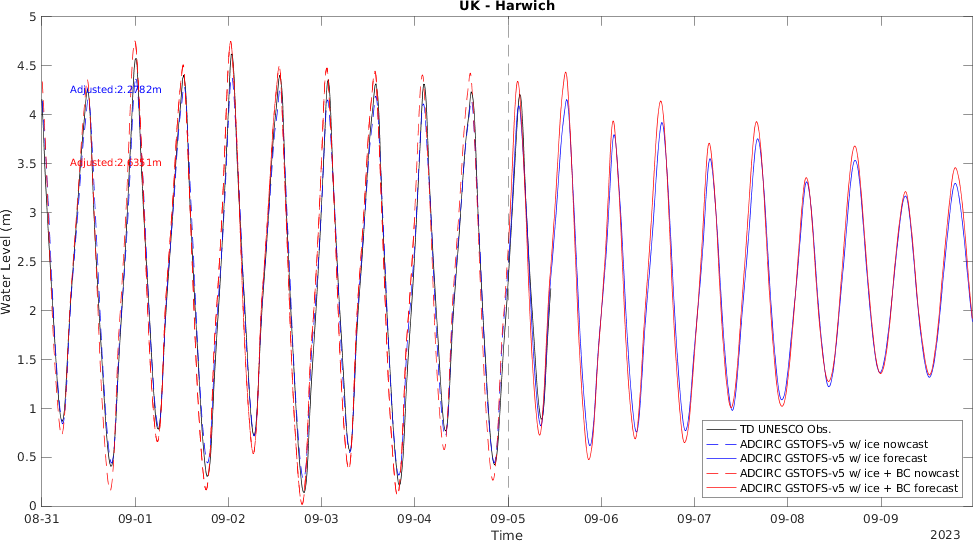 UK - Harwich
5
4.5
4
3.5
3
2.5
2
1.5
1
0.5
0
Water Level (m)
Adjusted:2.2782m
Adjusted:2.6351m
TD UNESCO Obs.
ADCIRC GSTOFS-v5 w/ ice nowcast
ADCIRC GSTOFS-v5 w/ ice forecast
ADCIRC GSTOFS-v5 w/ ice + BC nowcast
ADCIRC GSTOFS-v5 w/ ice + BC forecast
08-31 09-01 09-02 09-03 09-04 09-05 09-06 09-07 09-08 09-09
Time
2023